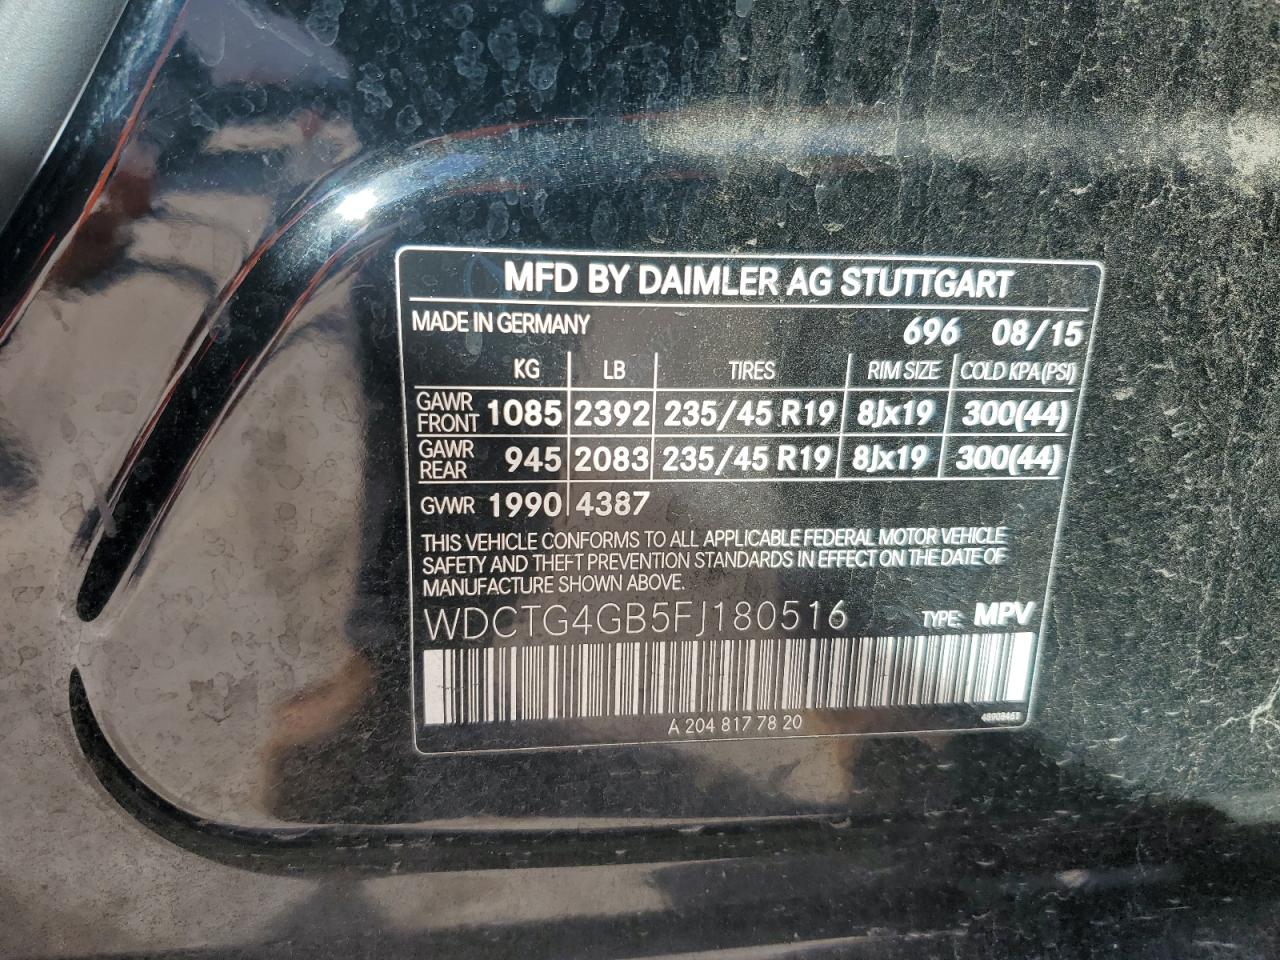 MFD BY DAIMLER AG STUTTGART
MADE IN GERMANY 696 08/15
KG LB TIRES RIM SIZE COLD KPA (PSI)
GAWR FRONT 1085 2392 235/45 R19 8Jx19 300(44)
GAWR REAR 945 2083 235/45 R19 8Jx19 300(44)
GVWR 1990 4387
THIS VEHICLE CONFORMS TO ALL APPLICABLE FEDERAL MOTOR VEHICLE
SAFETY AND THEFT PREVENTION STANDARDS IN EFFECT ON THE DATE OF
MANUFACTURE SHOWN ABOVE.
WDCTG4GB5FJ180516 TYPE: MPV
A 204 817 78 20